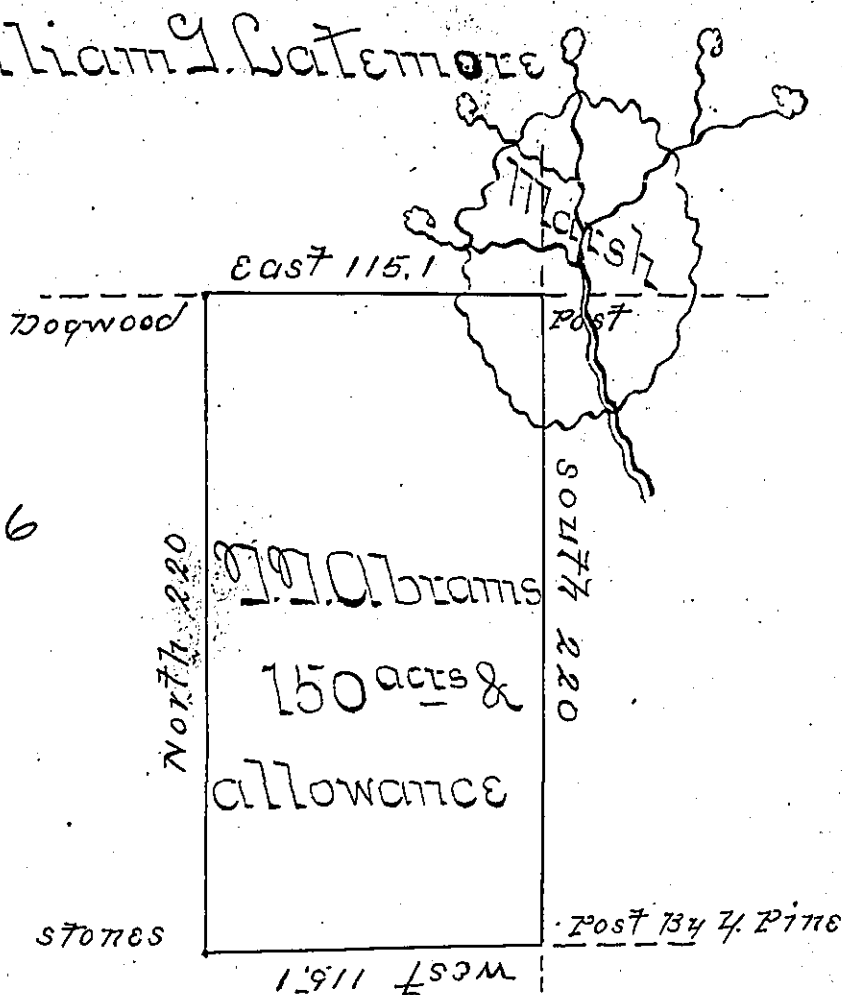 lliam G. Latemore
Marsh
East 115.1
Dogwood
Post
6
North 220
South 220
J.J. Abrams
150 acrs &
allowance
stones
Post By Y. Pine
West 115.1